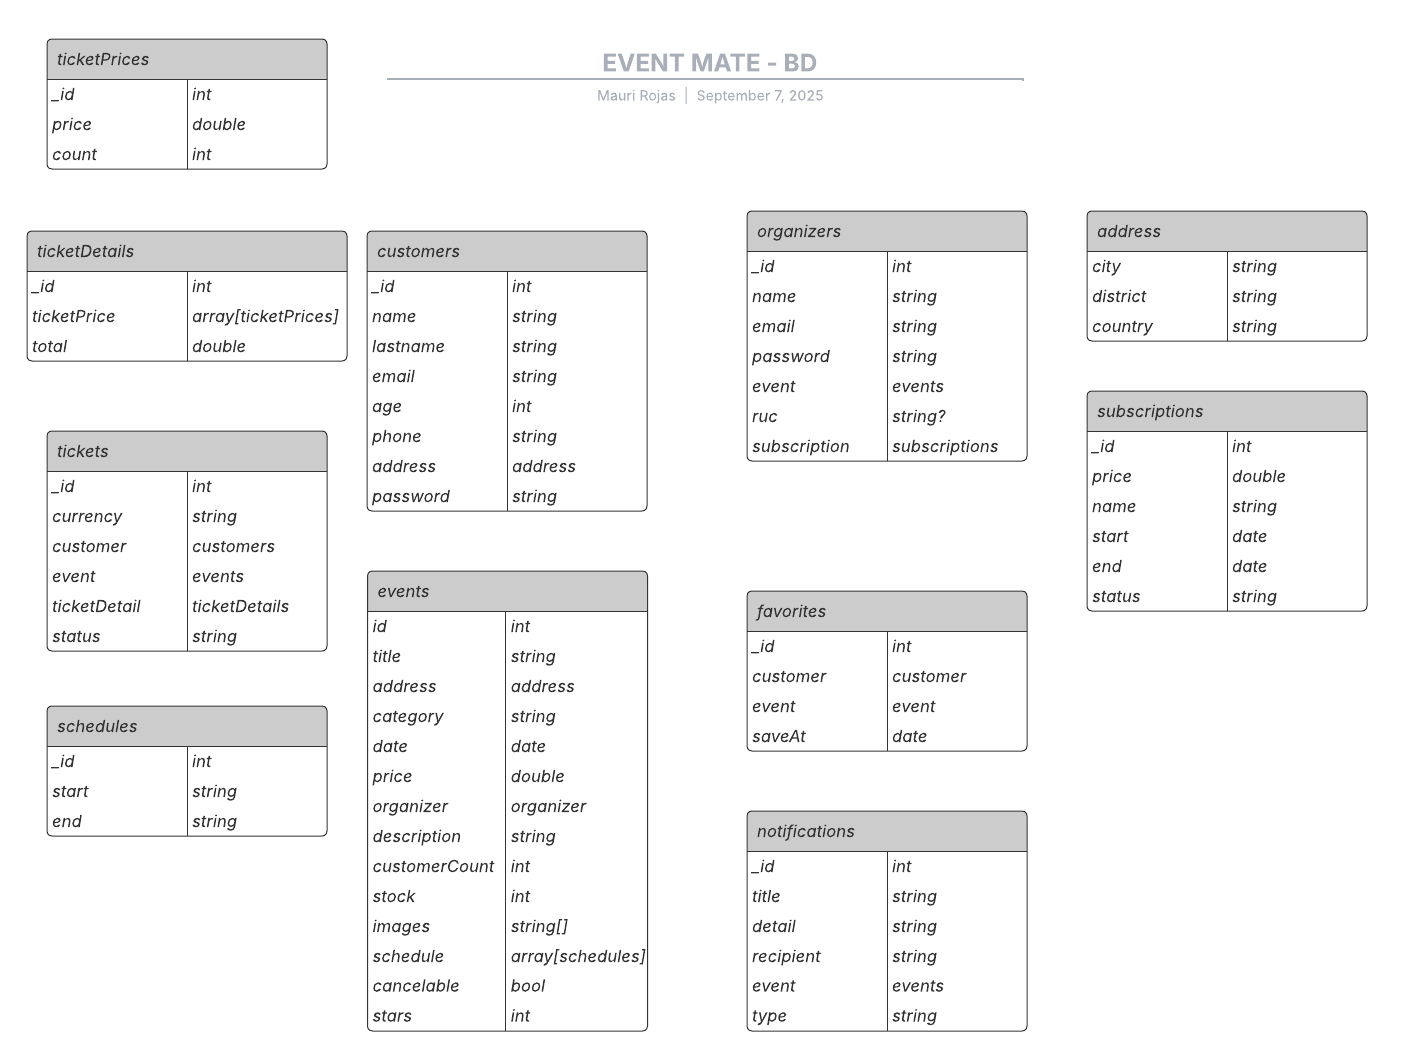 EVENT MATE - BD
Mauri Rojas | September 7, 2025
ticketPrices
_id int
price double
count int
ticketDetails
_id int
ticketPrice array[ticketPrices]
total double
tickets
_id int
currency string
customer customers
event events
ticketDetail ticketDetails
status string
schedules
_id int
start string
end string
customers
_id int
name string
lastname string
email string
age int
phone string
address address
password string
events
id int
title string
address address
category string
date date
price double
organizer organizer
description string
customerCount int
stock int
images string[]
schedule array[schedules]
cancelable bool
stars int
organizers
_id int
name string
email string
password string
event events
ruc string?
subscription subscriptions
favorites
_id int
customer customer
event event
saveAt date
notifications
_id int
title string
detail string
recipient string
event events
type string
address
city string
district string
country string
subscriptions
_id int
price double
name string
start date
end date
status string